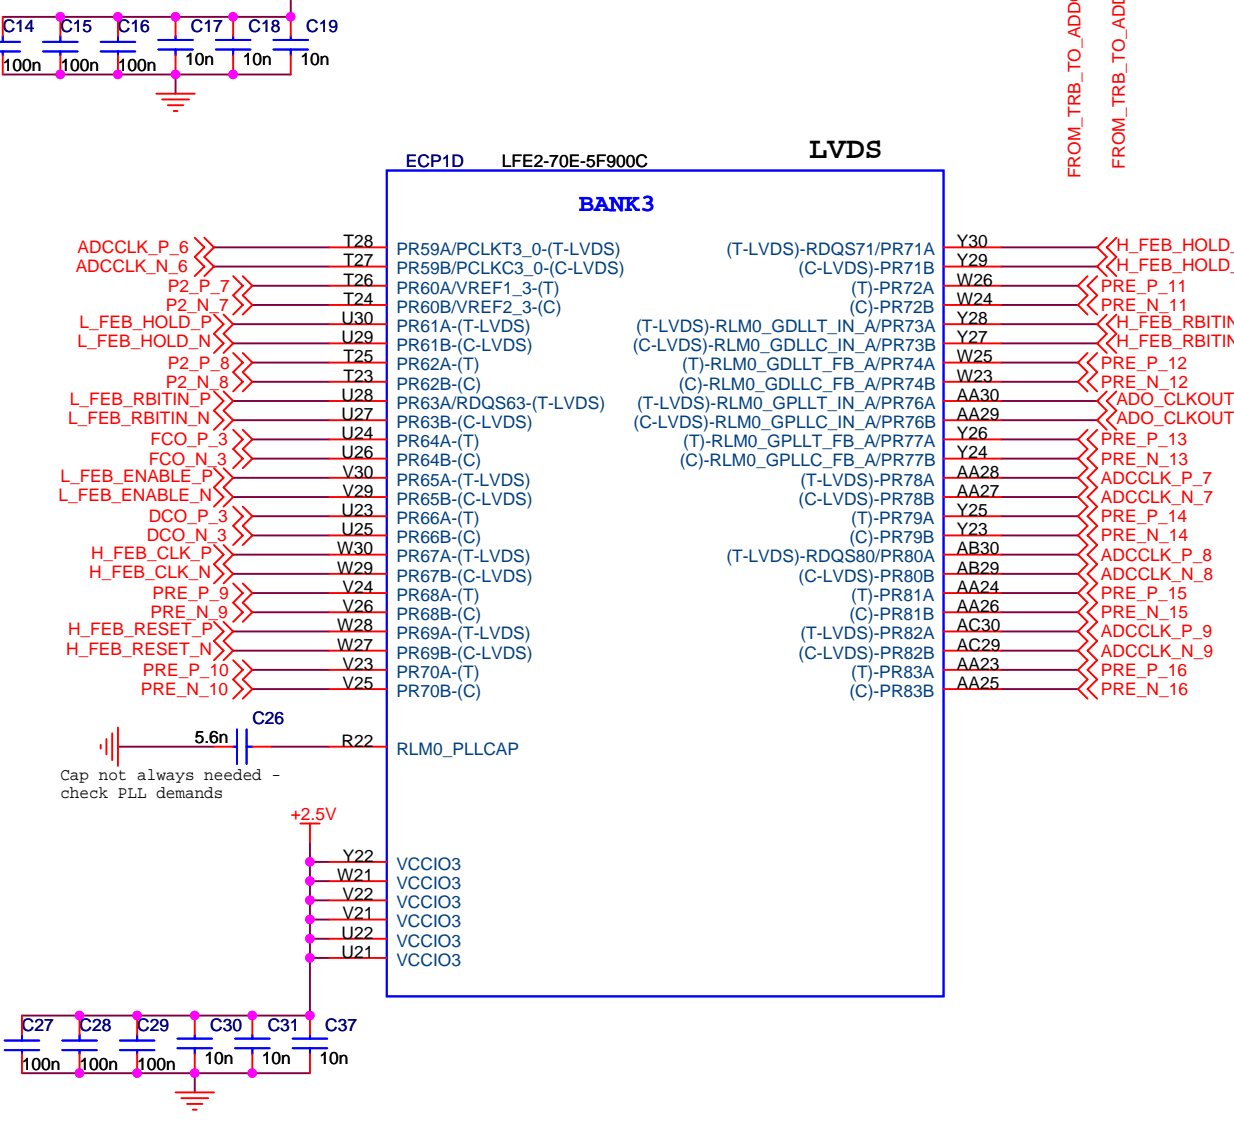 C14 C15 C16 C17 C18 C19
100n 100n 100n 10n 10n 10n
FROM_TRB_TO_ADD
FROM_TRB_TO_ADD
ECP1D LFE2-70E-5F900C LVDS
BANK3
ADCCLK_P_6 T28 PR59A/PCLKT3_0-(T-LVDS) (T-LVDS)-RDQS71/PR71A Y30 H_FEB_HOLD_
ADCCLK_N_6 T27 PR59B/PCLKC3_0-(C-LVDS) (C-LVDS)-PR71B Y29 H_FEB_HOLD_
P2_P_7 T26 PR60A/VREF1_3-(T) (T)-PR72A W26 PRE_P_11
P2_N_7 T24 PR60B/VREF2_3-(C) (C)-PR72B W24 PRE_N_11
L_FEB_HOLD_P U30 PR61A-(T-LVDS) (T-LVDS)-RLM0_GDLLT_IN_A/PR73A Y28 H_FEB_RBITIN
L_FEB_HOLD_N U29 PR61B-(C-LVDS) (C-LVDS)-RLM0_GDLLC_IN_A/PR73B Y27 H_FEB_RBITIN
P2_P_8 T25 PR62A-(T) (T)-RLM0_GDLLT_FB_A/PR74A W25 PRE_P_12
P2_N_8 T23 PR62B-(C) (C)-RLM0_GDLLC_FB_A/PR74B W23 PRE_N_12
L_FEB_RBITIN_P U28 PR63A/RDQS63-(T-LVDS) (T-LVDS)-RLM0_GPLLT_IN_A/PR76A AA30 ADO_CLKOUT
L_FEB_RBITIN_N U27 PR63B-(C-LVDS) (C-LVDS)-RLM0_GPLLC_IN_A/PR76B AA29 ADO_CLKOUT
FCO_P_3 U24 PR64A-(T) (T)-RLM0_GPLLT_FB_A/PR77A Y26 PRE_P_13
FCO_N_3 U26 PR64B-(C) (C)-RLM0_GPLLC_FB_A/PR77B Y24 PRE_N_13
L_FEB_ENABLE_P V30 PR65A-(T-LVDS) (T-LVDS)-PR78A AA28 ADCCLK_P_7
L_FEB_ENABLE_N V29 PR65B-(C-LVDS) (C-LVDS)-PR78B AA27 ADCCLK_N_7
DCO_P_3 U23 PR66A-(T) (T)-PR79A Y25 PRE_P_14
DCO_N_3 U25 PR66B-(C) (C)-PR79B Y23 PRE_N_14
H_FEB_CLK_P W30 PR67A-(T-LVDS) (T-LVDS)-RDQS80/PR80A AB30 ADCCLK_P_8
H_FEB_CLK_N W29 PR67B-(C-LVDS) (C-LVDS)-PR80B AB29 ADCCLK_N_8
PRE_P_9 V24 PR68A-(T) (T)-PR81A AA24 PRE_P_15
PRE_N_9 V26 PR68B-(C) (C)-PR81B AA26 PRE_N_15
H_FEB_RESET_P W28 PR69A-(T-LVDS) (T-LVDS)-PR82A AC30 ADCCLK_P_9
H_FEB_RESET_N W27 PR69B-(C-LVDS) (C-LVDS)-PR82B AC29 ADCCLK_N_9
PRE_P_10 V23 PR70A-(T) (T)-PR83A AA23 PRE_P_16
PRE_N_10 V25 PR70B-(C) (C)-PR83B AA25 PRE_N_16
C26
5.6n R22 RLM0_PLLCAP
Cap not always needed -
check PLL demands
+2.5V
Y22 VCCIO3
W21 VCCIO3
V22 VCCIO3
V21 VCCIO3
U22 VCCIO3
U21 VCCIO3
C27 C28 C29 C30 C31 C37
100n 100n 100n 10n 10n 10n